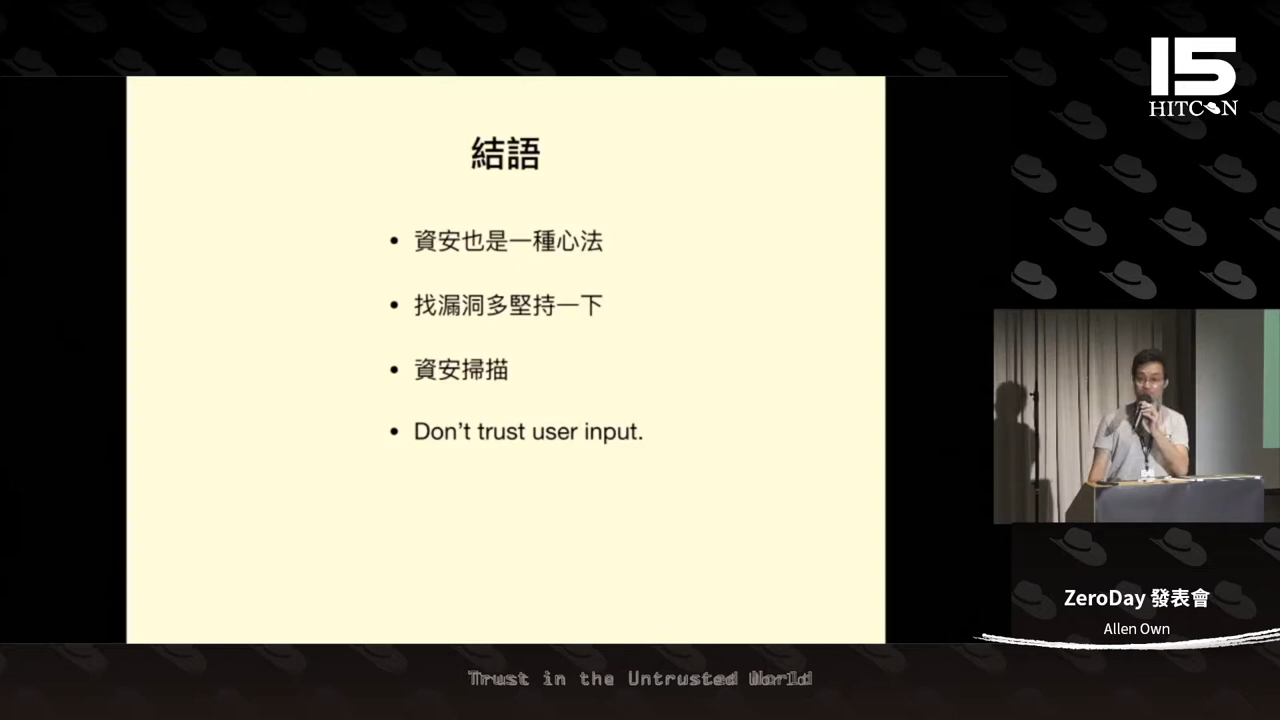 15
HITCON
結語
• 資安也是一種心法
• 找漏洞多堅持一下
• 資安掃描
• Don't trust user input.
ZeroDay 發表會
Allen Own
Trust in the Untrusted World